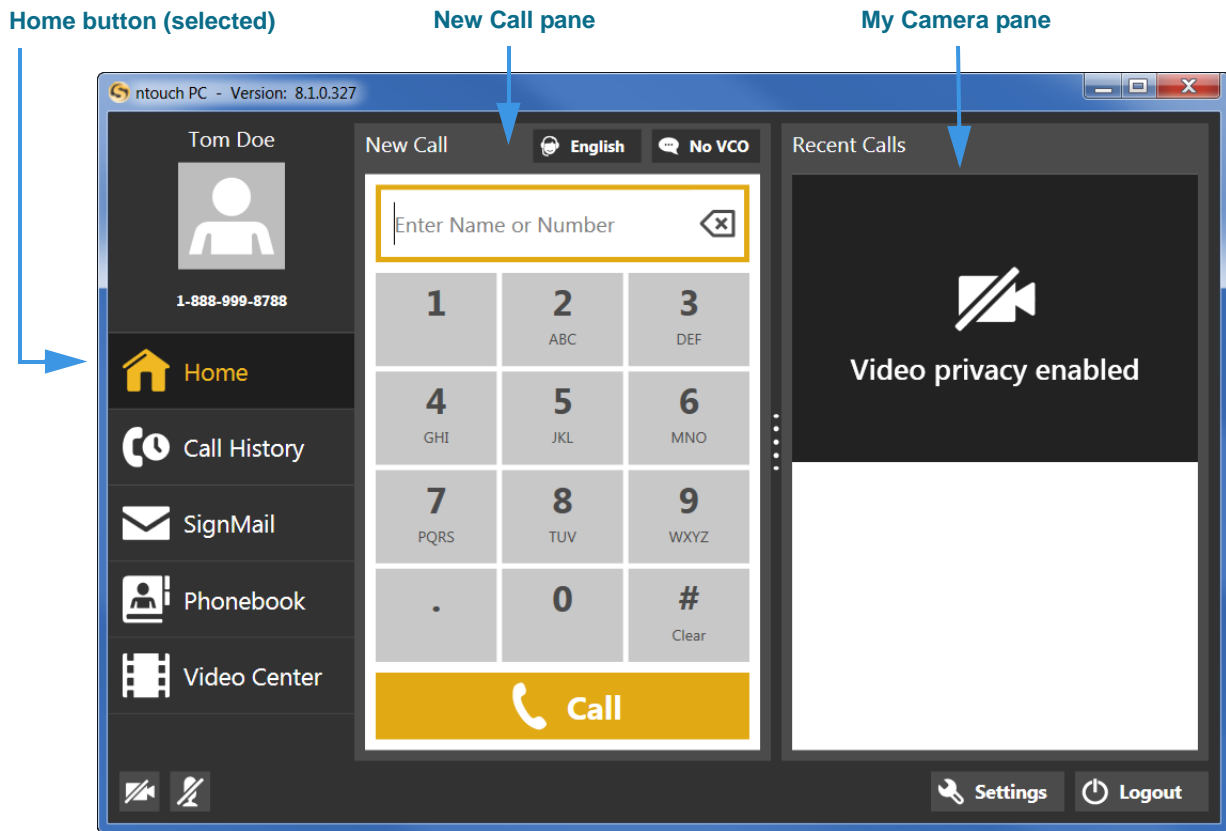 Home button (selected)
New Call pane
My Camera pane
ntouch PC - Version: 8.1.0.327
Tom Doe
1-888-999-8788
Home
Call History
SignMail
Phonebook
Video Center
New Call
English
No VCO
Enter Name or Number
1
2
ABC
3
DEF
4
GHI
5
JKL
6
MNO
7
PQRS
8
TUV
9
WXYZ
.
0
#
Clear
Call
Recent Calls
Video privacy enabled
Settings
Logout